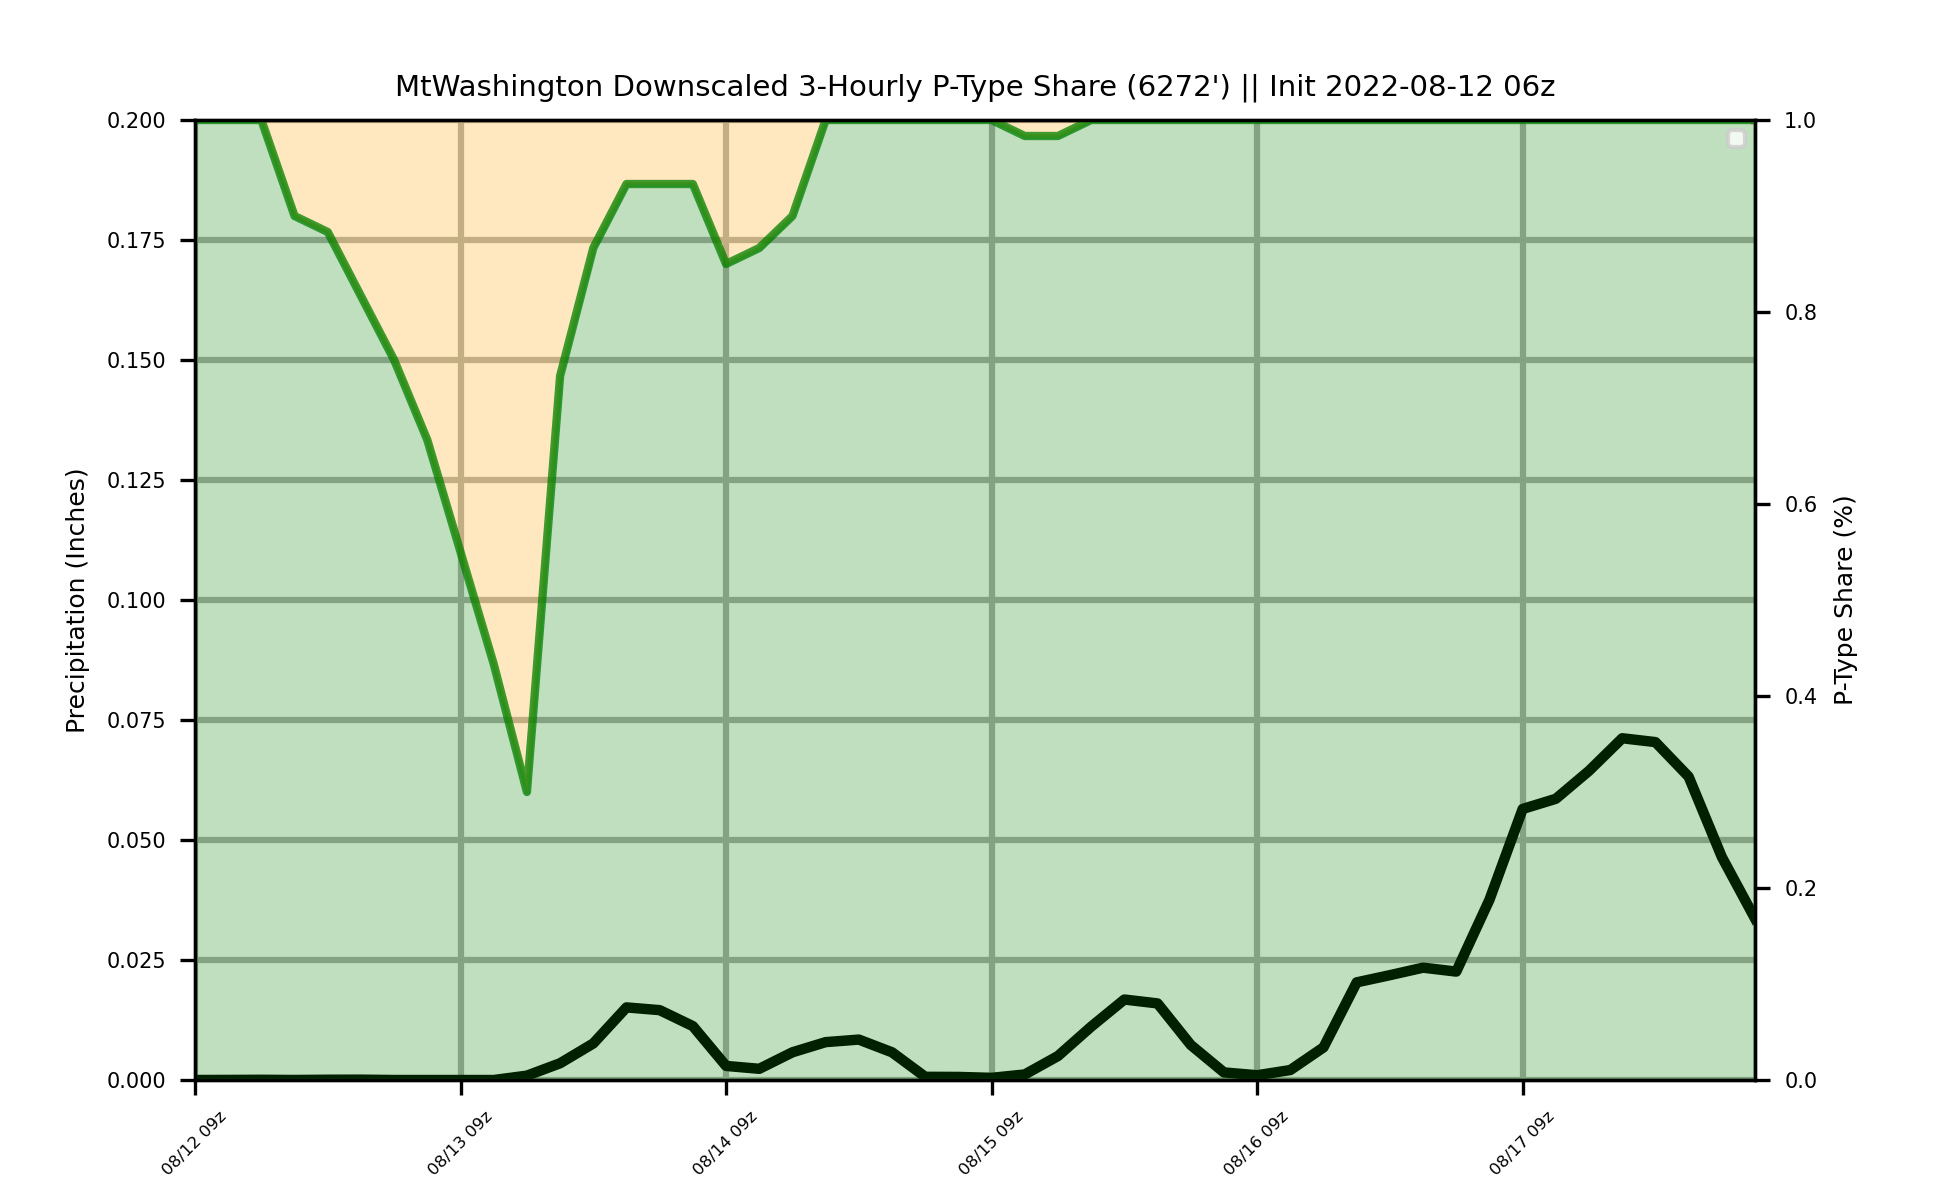 MtWashington Downscaled 3-Hourly P-Type Share (6272') || Init 2022-08-12 06z
0.200
0.175
0.150
0.125
0.100
0.075
0.050
0.025
0.000
Precipitation (Inches)
1.0
0.8
0.6
0.4
0.2
0.0
P-Type Share (%)
08/12 09z
08/13 09z
08/14 09z
08/15 09z
08/16 09z
08/17 09z